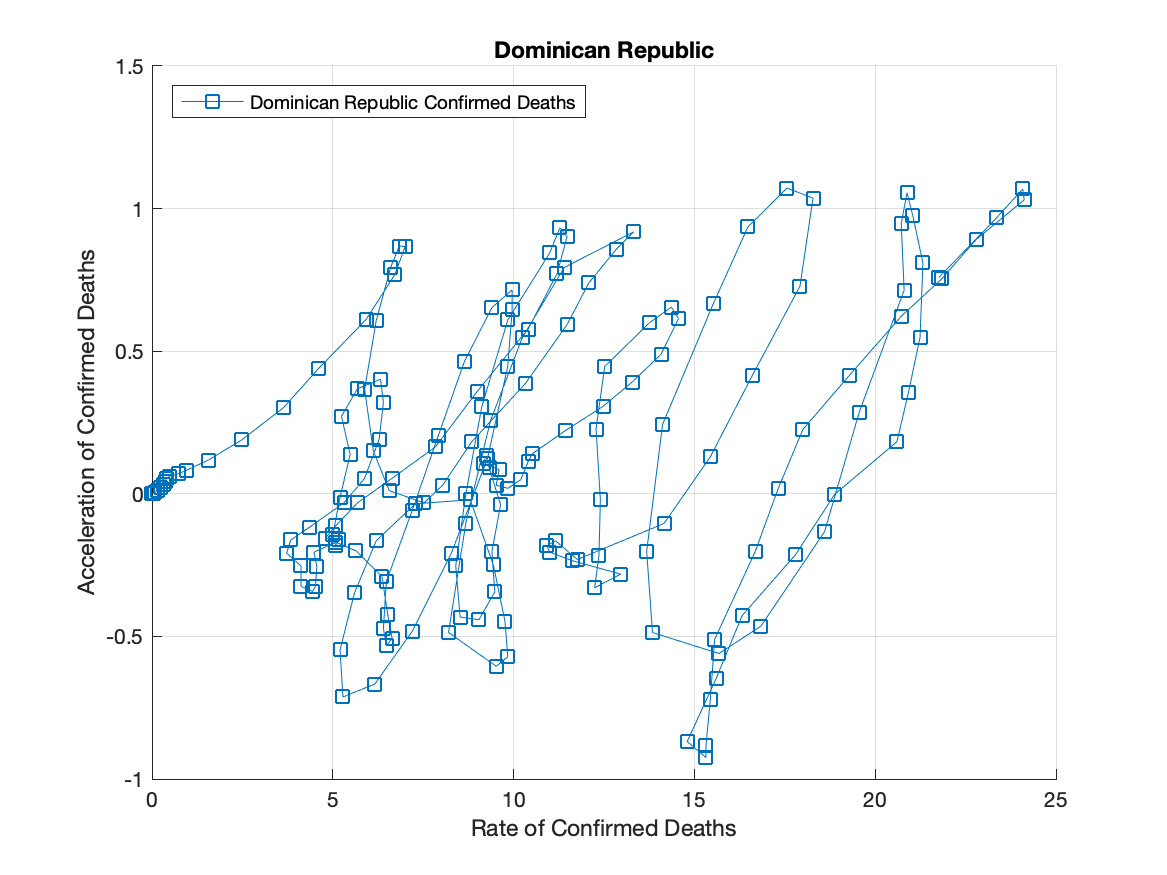 Dominican Republic
1.5
Dominican Republic Confirmed Deaths
1
0.5
0
-0.5
-1
Acceleration of Confirmed Deaths
0 5 10 15 20 25
Rate of Confirmed Deaths